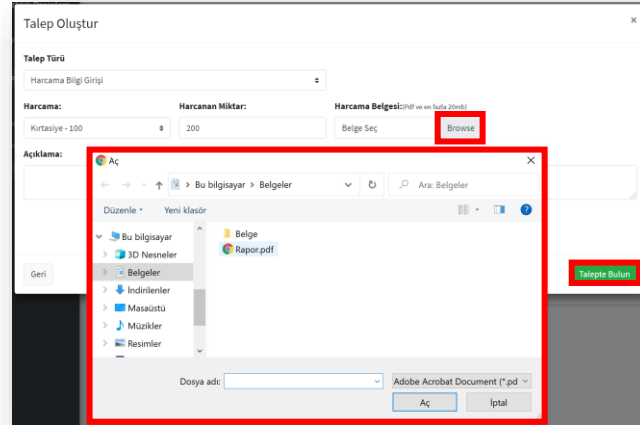 Talep Oluştur ×
Talep Türü
Harcama Bilgi Girişi
Harcama: Harcanan Miktar: Harcama Belgesi:(Pdf ve en fazla 20mb)
Kırtasiye - 100 200 Belge Seç Browse
Açıklama:
Aç
Bu bilgisayar > Belgeler Ara: Belgeler
Düzenle Yeni klasör
Bu bilgisayar
3D Nesneler
Belgeler
İndirilenler
Masaüstü
Müzikler
Resimler
Belge
Rapor.pdf
Geri Talepte Bulun
Dosya adı: Adobe Acrobat Document (*.pd
Aç İptal